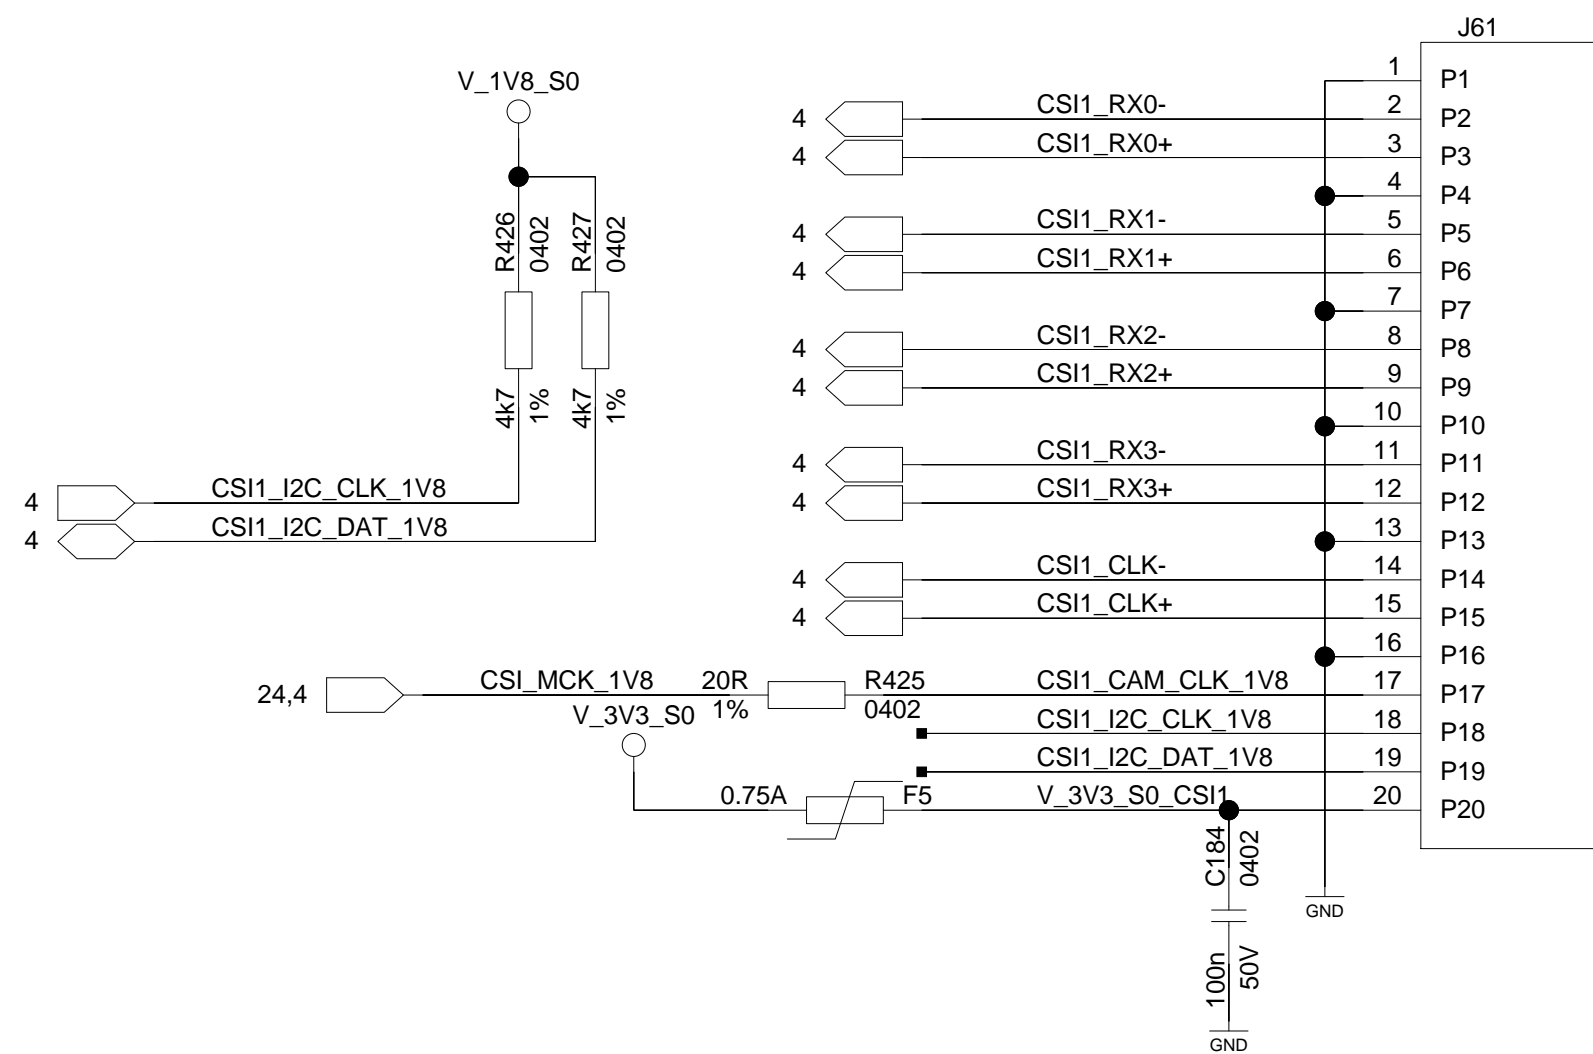 J61
V_1V8_S0
R426
0402
R427
0402
4k7
1%
4k7
1%
4 CSI1_I2C_CLK_1V8
4 CSI1_I2C_DAT_1V8
1 P1
4 CSI1_RX0- 2 P2
4 CSI1_RX0+ 3 P3
4 P4
4 CSI1_RX1- 5 P5
4 CSI1_RX1+ 6 P6
7 P7
4 CSI1_RX2- 8 P8
4 CSI1_RX2+ 9 P9
10 P10
4 CSI1_RX3- 11 P11
4 CSI1_RX3+ 12 P12
13 P13
4 CSI1_CLK- 14 P14
4 CSI1_CLK+ 15 P15
16 P16
24,4 CSI_MCK_1V8 20R R425 CSI1_CAM_CLK_1V8 17 P17
V_3V3_S0 1% 0402
CSI1_I2C_CLK_1V8 18 P18
CSI1_I2C_DAT_1V8 19 P19
0.75A F5 V_3V3_S0_CSI1 20 P20
C184
0402
100n
50V
GND
GND